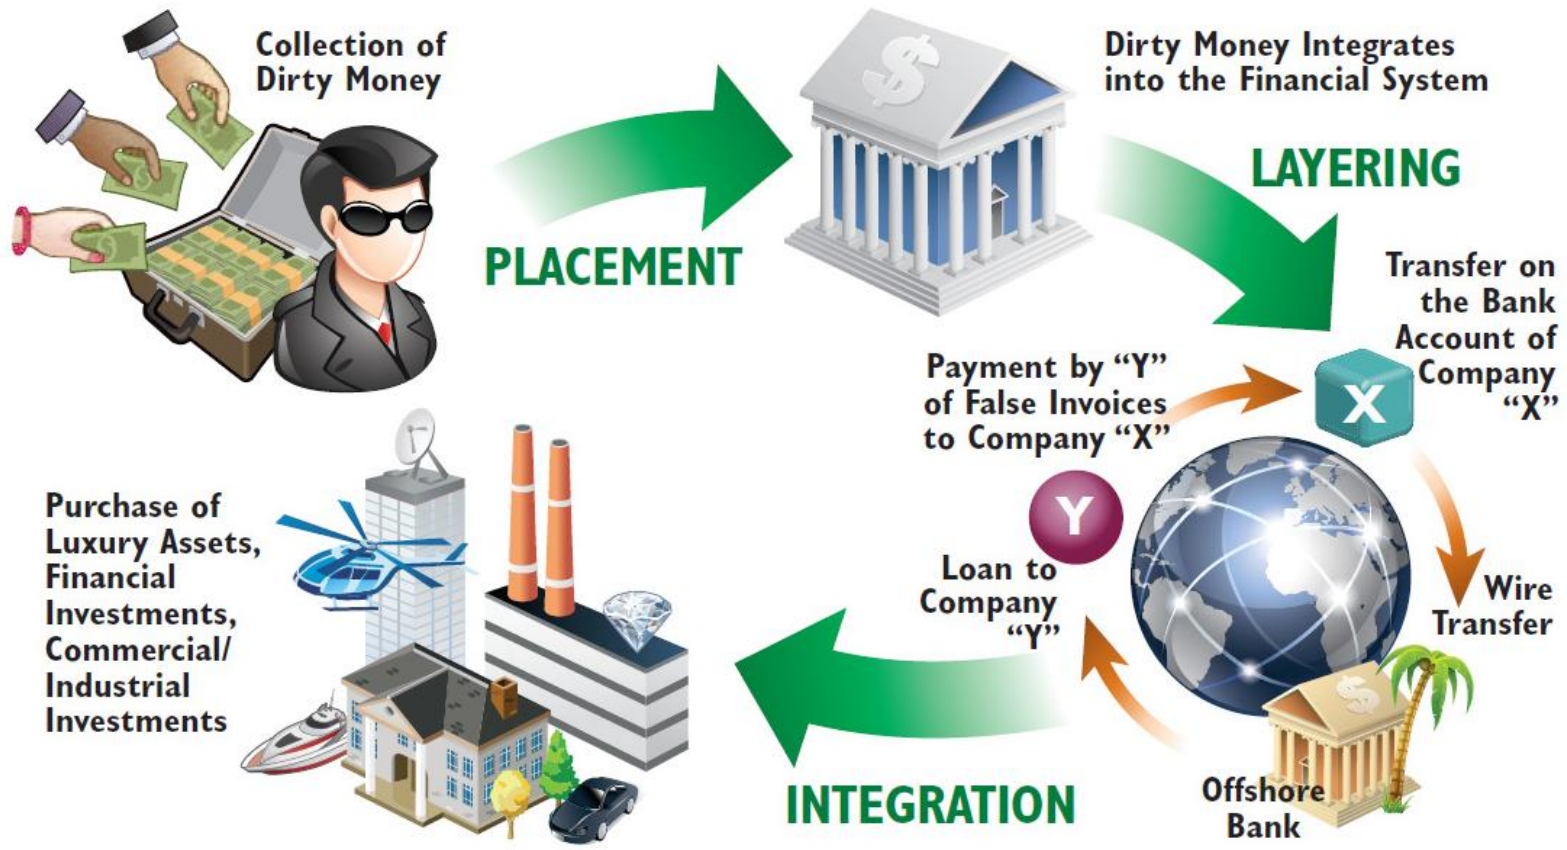 Collection of
Dirty Money
PLACEMENT
$
Dirty Money Integrates
into the Financial System
LAYERING
Transfer on
the Bank
Account of
Company
“X”
X
Payment by “Y”
of False Invoices
to Company “X”
Y
Wire
Transfer
Loan to
Company
“Y”
$
Offshore
Bank
INTEGRATION
Purchase of
Luxury Assets,
Financial
Investments,
Commercial/
Industrial
Investments